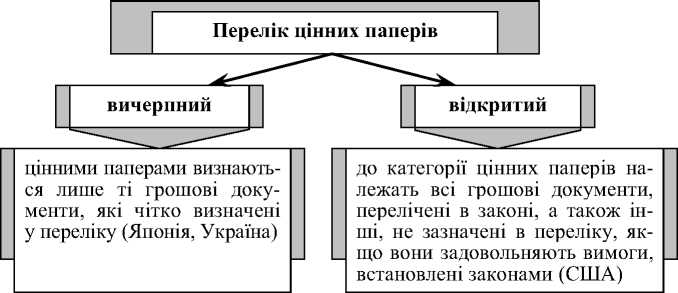 Перелік цінних паперів
вичерпний
відкритий
цінними паперами визнають-
ся лише ті грошові доку-
менти, які чітко визначені
у переліку (Японія, Україна)
до категорії цінних паперів на-
лежать всі грошові документи,
перелічені в законі, а також ін-
ші, не зазначені в переліку, як-
що вони задовольняють вимоги,
встановлені законами (США)